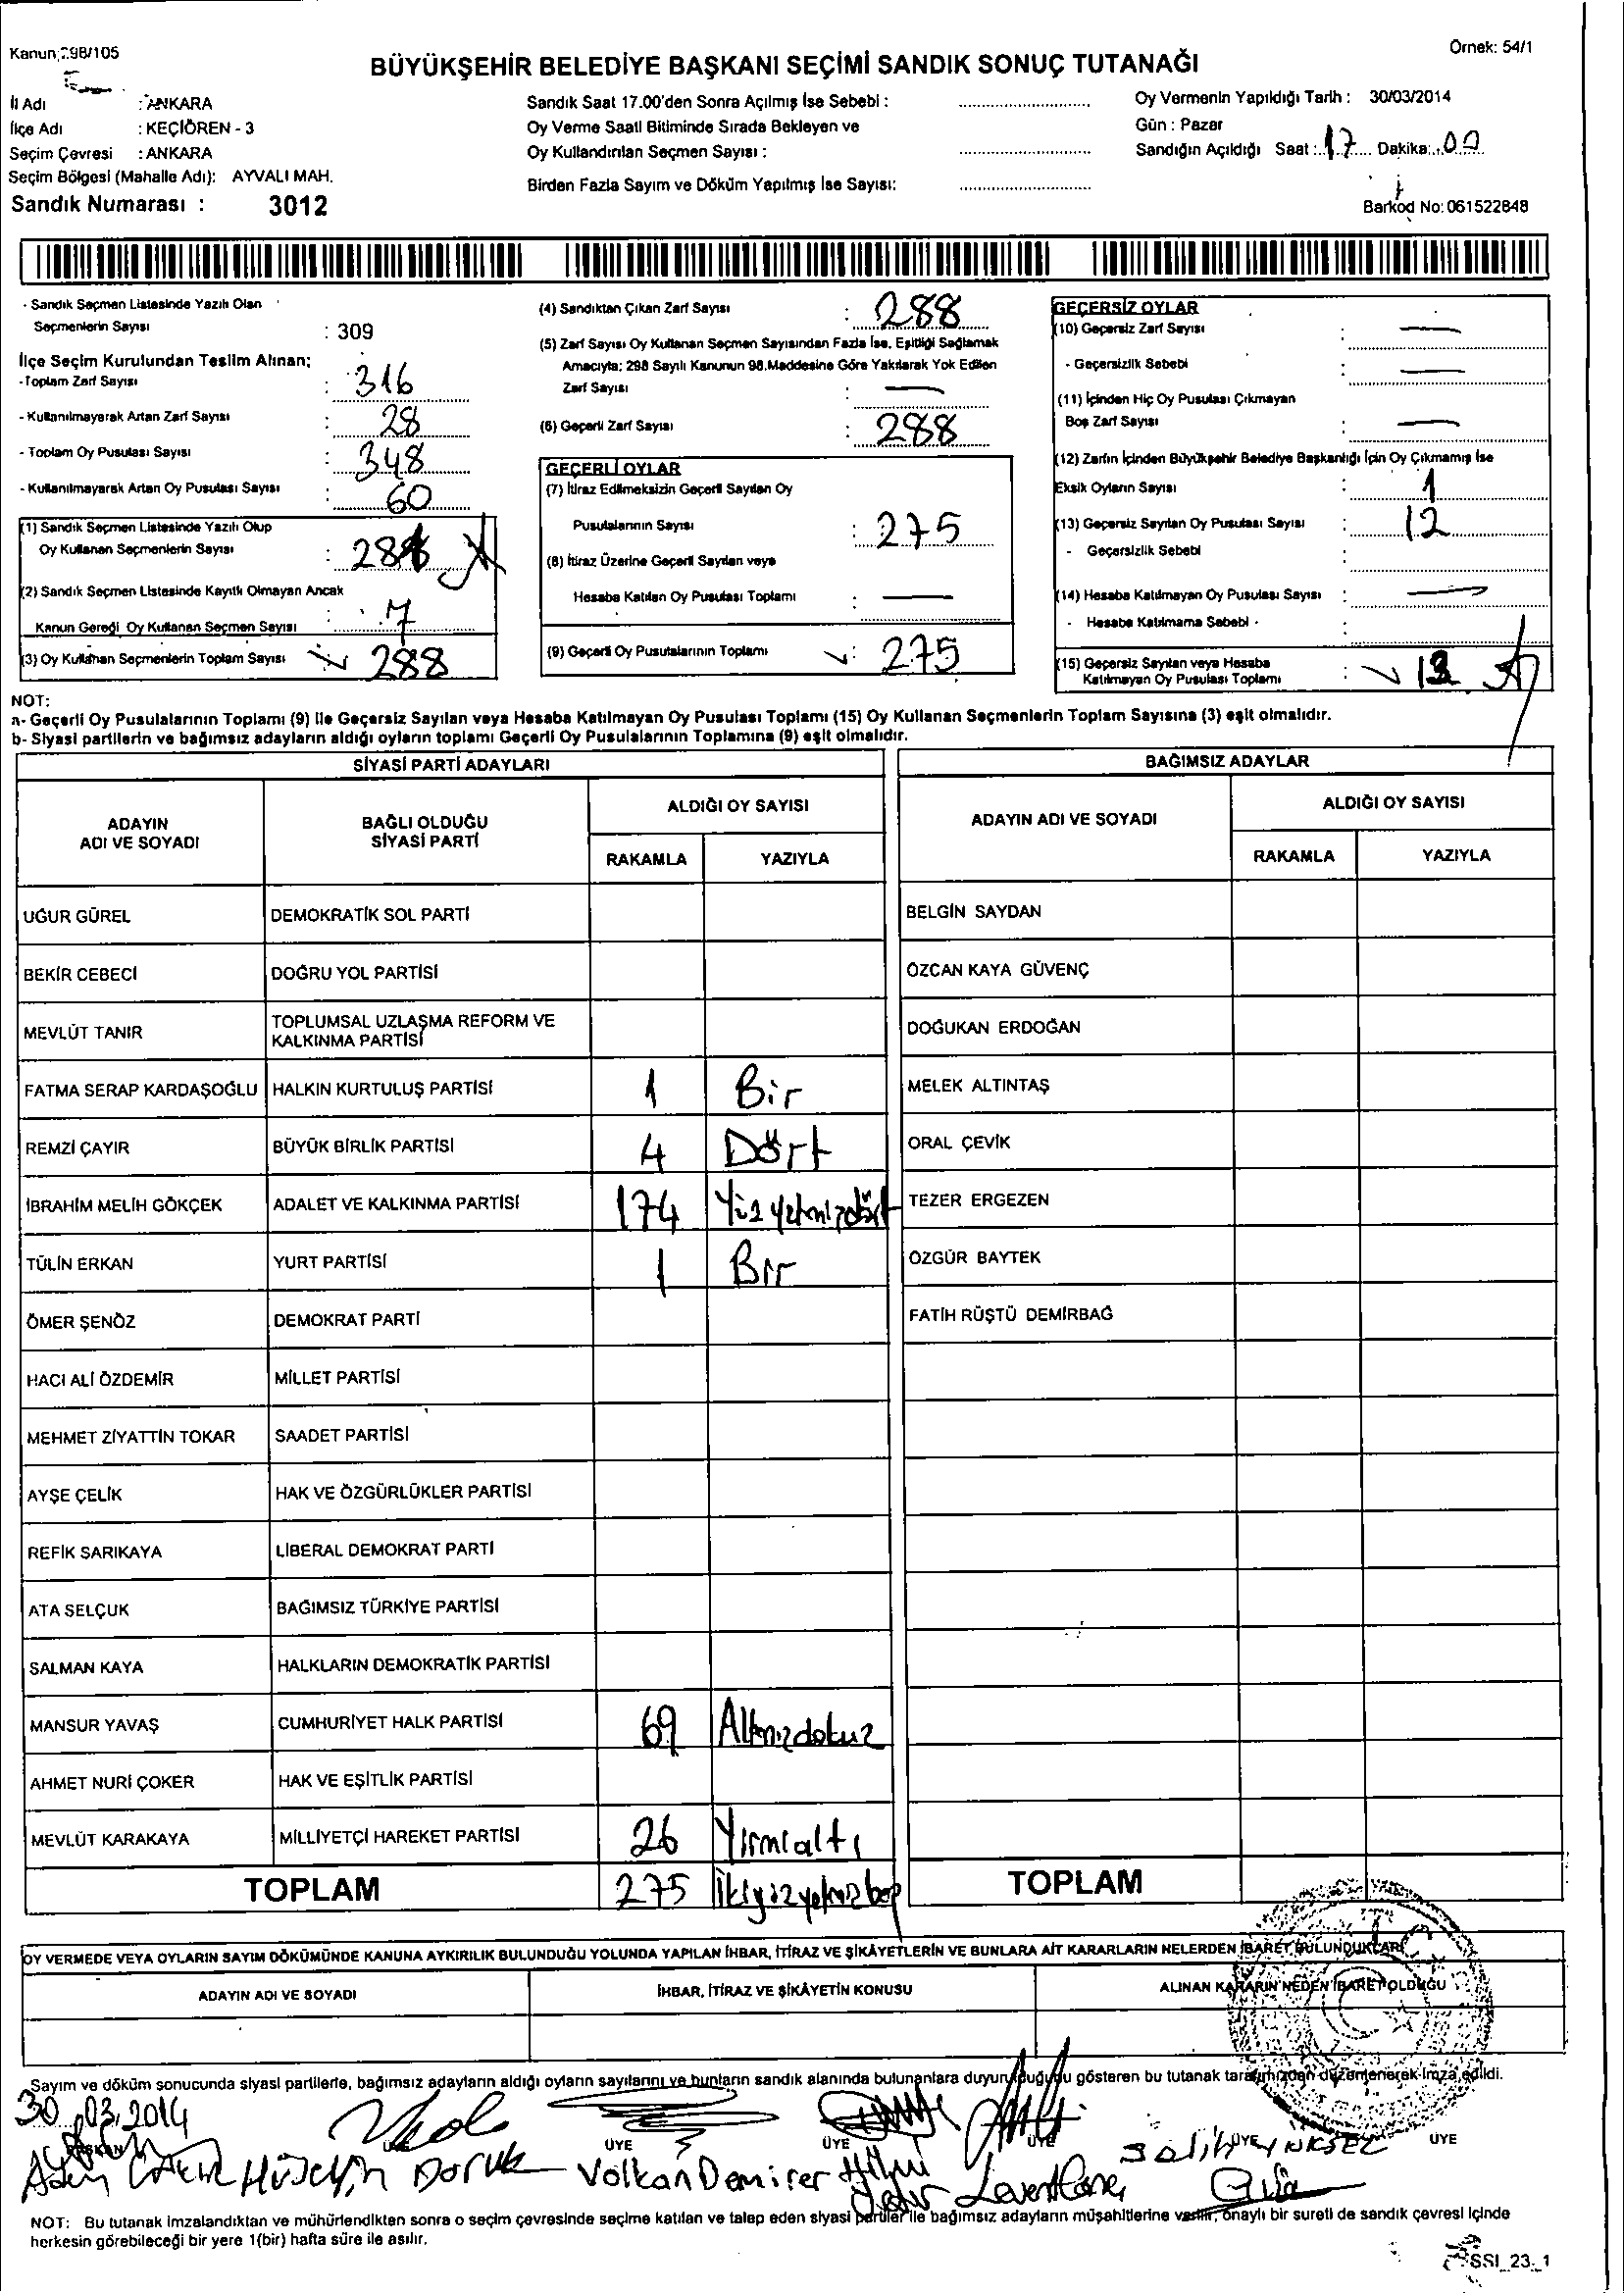 Kanun:298/105
Örnek: 54/1
BÜYÜKŞEHİR BELEDİYE BAŞKANI SEÇİMİ SANDIK SONUÇ TUTANAĞI
İl Adı : ANKARA
İlçe Adı : KEÇİÖREN - 3
Seçim Çevresi : ANKARA
Seçim Bölgesi (Mahalle Adı): AYVALI MAH.
Sandık Numarası : 3012
Sandık Saat 17.00'den Sonra Açılmış İse Sebebi :
Oy Verme Saati Bitiminde Sırada Bekleyen ve
Oy Kullandırılan Seçmen Sayısı :
Birden Fazla Sayım ve Döküm Yapılmış İse Sayısı:
Oy Vermenin Yapıldığı Tarih : 30/03/2014
Gün : Pazar
Sandığın Açıldığı Saat : 17 Dakika: 00
Barkod No: 061522848
- Sandık Seçmen Listesinde Yazılı Olan
Seçmenlerin Sayısı : 309
İlçe Seçim Kurulundan Teslim Alınan;
-Toplam Zarf Sayısı : 316
- Kullanılmayarak Artan Zarf Sayısı : 28
- Toplam Oy Pusulası Sayısı : 348
- Kullanılmayarak Artan Oy Pusulası Sayısı : 60
(1) Sandık Seçmen Listesinde Yazılı Olup
Oy Kullanan Seçmenlerin Sayısı :
(2) Sandık Seçmen Listesinde Kayıtlı Olmayan Ancak
Kanun Gereği Oy Kullanan Seçmen Sayısı : 7
(3) Oy Kullanan Seçmenlerin Toplam Sayısı 288
(4) Sandıktan Çıkan Zarf Sayısı : 288
(5) Zarf Sayısı Oy Kullanan Seçmen Sayısından Fazla İse, Eşitliği Sağlamak
Amacıyla; 298 Sayılı Kanunun 98.Maddesine Göre Yakılarak Yok Edilen
Zarf Sayısı : —
(6) Geçerli Zarf Sayısı : 288
GEÇERLİ OYLAR
(7) İtiraz Edilmeksizin Geçerli Sayılan Oy
Pusulalarının Sayısı : 275
(8) İtiraz Üzerine Geçerli Sayılan veya
Hesaba Katılan Oy Pusulası Toplamı : —
(9) Geçerli Oy Pusulalarının Toplamı : 275
GEÇERSİZ OYLAR
(10) Geçersiz Zarf Sayısı : —
- Geçersizlik Sebebi : —
(11) İçinden Hiç Oy Pusulası Çıkmayan
Boş Zarf Sayısı : —
(12) Zarfın İçinden Büyükşehir Belediye Başkanlığı İçin Oy Çıkmamış İse
Eksik Oyların Sayısı : 1
(13) Geçersiz Sayılan Oy Pusulası Sayısı : 12
- Geçersizlik Sebebi :
(14) Hesaba Katılmayan Oy Pusulası Sayısı : —
- Hesaba Katılmama Sebebi - :
(15) Geçersiz Sayılan veya Hesaba
Katılmayan Oy Pusulası Toplamı : 13
NOT:
a- Geçerli Oy Pusulalarının Toplamı (9) ile Geçersiz Sayılan veya Hesaba Katılmayan Oy Pusulası Toplamı (15) Oy Kullanan Seçmenlerin Toplam Sayısına (3) eşit olmalıdır.
b- Siyasi partilerin ve bağımsız adayların aldığı oyların toplamı Geçerli Oy Pusulalarının Toplamına (9) eşit olmalıdır.
SİYASİ PARTİ ADAYLARI
ADAYIN ADI VE SOYADI
BAĞLI OLDUĞU SİYASİ PARTİ
ALDIĞI OY SAYISI
RAKAMLA YAZIYLA
UĞUR GÜREL DEMOKRATİK SOL PARTİ
BEKİR CEBECİ DOĞRU YOL PARTİSİ
MEVLÜT TANIR TOPLUMSAL UZLAŞMA REFORM VE KALKINMA PARTİSİ
FATMA SERAP KARDAŞOĞLU HALKIN KURTULUŞ PARTİSİ 1 Bir
REMZİ ÇAYIR BÜYÜK BİRLİK PARTİSİ 4 Dört
İBRAHİM MELİH GÖKÇEK ADALET VE KALKINMA PARTİSİ 174 Yüzyetmişdört
TÜLİN ERKAN YURT PARTİSİ 1 Bir
ÖMER ŞENÖZ DEMOKRAT PARTİ
HACI ALİ ÖZDEMİR MİLLET PARTİSİ
MEHMET ZİYATTİN TOKAR SAADET PARTİSİ
AYŞE ÇELİK HAK VE ÖZGÜRLÜKLER PARTİSİ
REFİK SARIKAYA LİBERAL DEMOKRAT PARTİ
ATA SELÇUK BAĞIMSIZ TÜRKİYE PARTİSİ
SALMAN KAYA HALKLARIN DEMOKRATİK PARTİSİ
MANSUR YAVAŞ CUMHURİYET HALK PARTİSİ 69 Altmışdokuz
AHMET NURİ ÇOKER HAK VE EŞİTLİK PARTİSİ
MEVLÜT KARAKAYA MİLLİYETÇİ HAREKET PARTİSİ 26 Yirmialtı
TOPLAM 275 İkiyüzyetmişbeş
BAĞIMSIZ ADAYLAR
ADAYIN ADI VE SOYADI
ALDIĞI OY SAYISI
RAKAMLA YAZIYLA
BELGİN SAYDAN
ÖZCAN KAYA GÜVENÇ
DOĞUKAN ERDOĞAN
MELEK ALTINTAŞ
ORAL ÇEVİK
TEZER ERGEZEN
ÖZGÜR BAYTEK
FATİH RÜŞTÜ DEMİRBAĞ
TOPLAM
OY VERMEDE VEYA OYLARIN SAYIM DÖKÜMÜNDE KANUNA AYKIRILIK BULUNDUĞU YOLUNDA YAPILAN İHBAR, İTİRAZ VE ŞİKÂYETLERİN VE BUNLARA AİT KARARLARIN NELERDEN İBARET BULUNDUKLARI
ADAYIN ADI VE SOYADI
İHBAR, İTİRAZ VE ŞİKÂYETİN KONUSU
ALINAN KARARIN NEDEN İBARET OLDUĞU
Sayım ve döküm sonucunda siyasi partilerle, bağımsız adayların aldığı oyların sayılarını ve bunların sandık alanında bulunanlara duyurulduğunu gösteren bu tutanak tarafımızdan düzenlenerek imza edildi.
30.03.2014
BAŞKAN ÜYE ÜYE ÜYE ÜYE ÜYE ÜYE
Hüseyin Doruk Volkan Demirer Salih YÜKSEL
NOT: Bu tutanak imzalandıktan ve mühürlendikten sonra o seçim çevresinde seçime katılan ve talep eden siyasi partiler ile bağımsız adayların müşahitlerine verilir; onaylı bir sureti de sandık çevresi içinde
herkesin görebileceği bir yere 1(bir) hafta süre ile asılır.
SSI_23_1